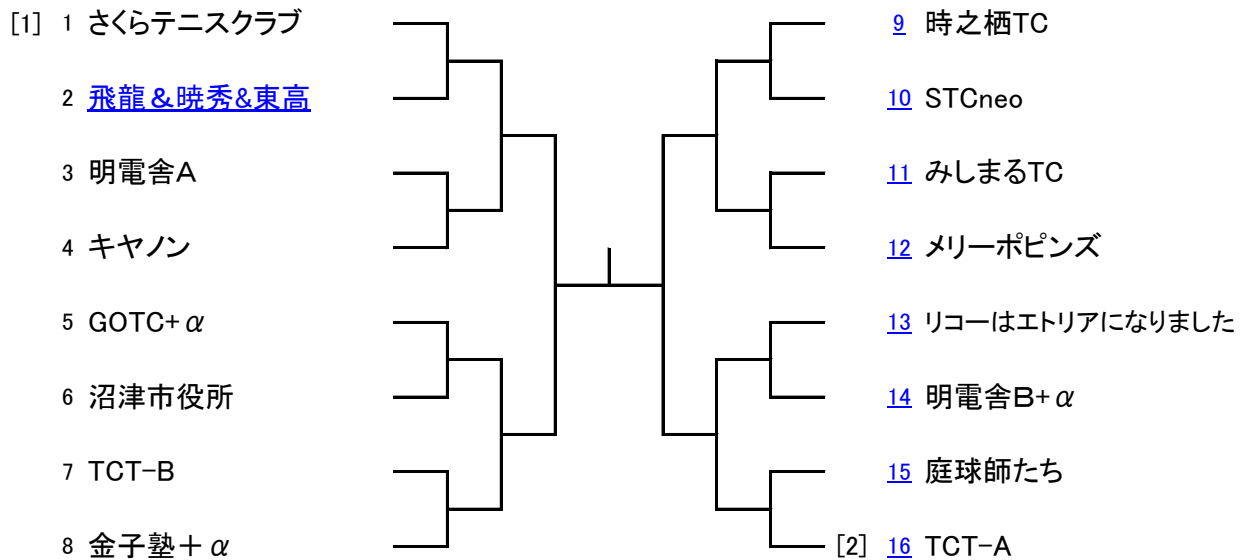 [1] 1 さくらテニスクラブ
2 飛龍&暁秀&東高
3 明電舎A
4 キヤノン
5 GOTC+α
6 沼津市役所
7 TCT-B
8 金子塾+α
9 時之栖TC
10 STCneo
11 みしまるTC
12 メリーポピンズ
13 リコーはエトリアになりました
14 明電舎B+α
15 庭球師たち
[2] 16 TCT-A